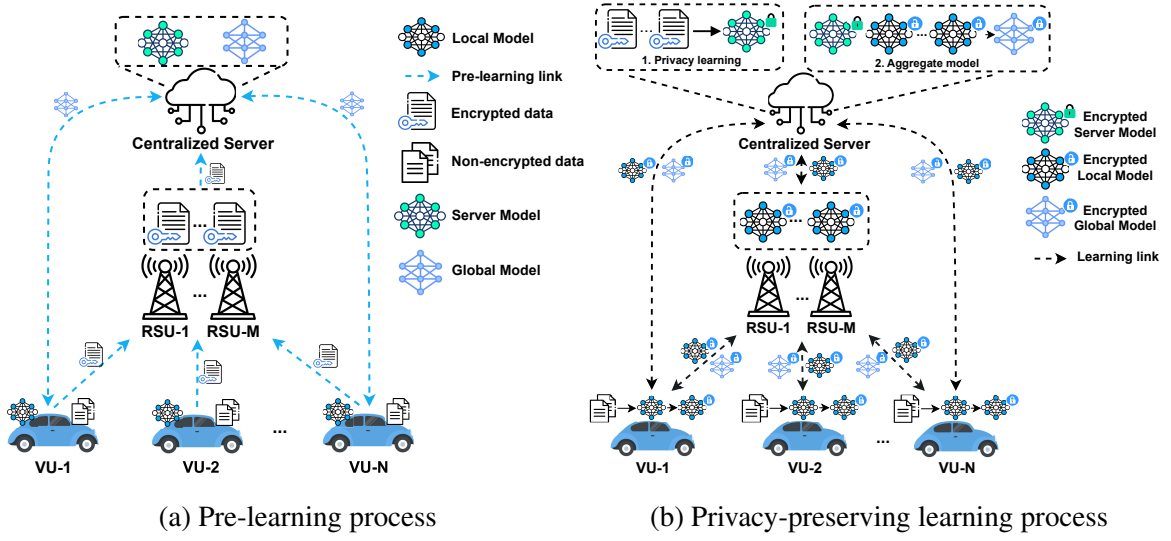 Local Model
Pre-learning link
Encrypted data
Non-encrypted data
Server Model
Global Model
Centralized Server
...
RSU-1
RSU-M
...
VU-1
VU-2
...
VU-N
(a) Pre-learning process
...
1. Privacy learning
...
2. Aggregate model
Centralized Server
Encrypted
Server Model
Encrypted
Local Model
Encrypted
Global Model
Learning link
...
RSU-1
RSU-M
...
VU-1
VU-2
...
VU-N
(b) Privacy-preserving learning process